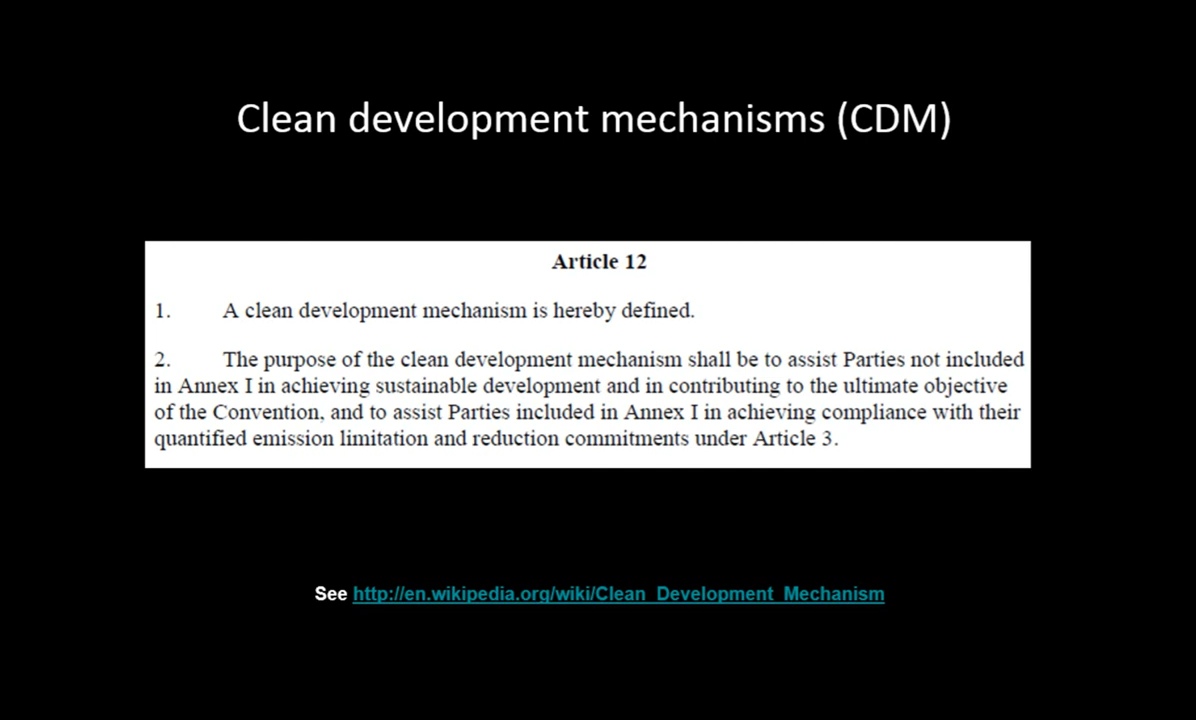 Clean development mechanisms (CDM)
Article 12
1. A clean development mechanism is hereby defined.
2. The purpose of the clean development mechanism shall be to assist Parties not included
in Annex I in achieving sustainable development and in contributing to the ultimate objective
of the Convention, and to assist Parties included in Annex I in achieving compliance with their
quantified emission limitation and reduction commitments under Article 3.
See http://en.wikipedia.org/wiki/Clean_Development_Mechanism